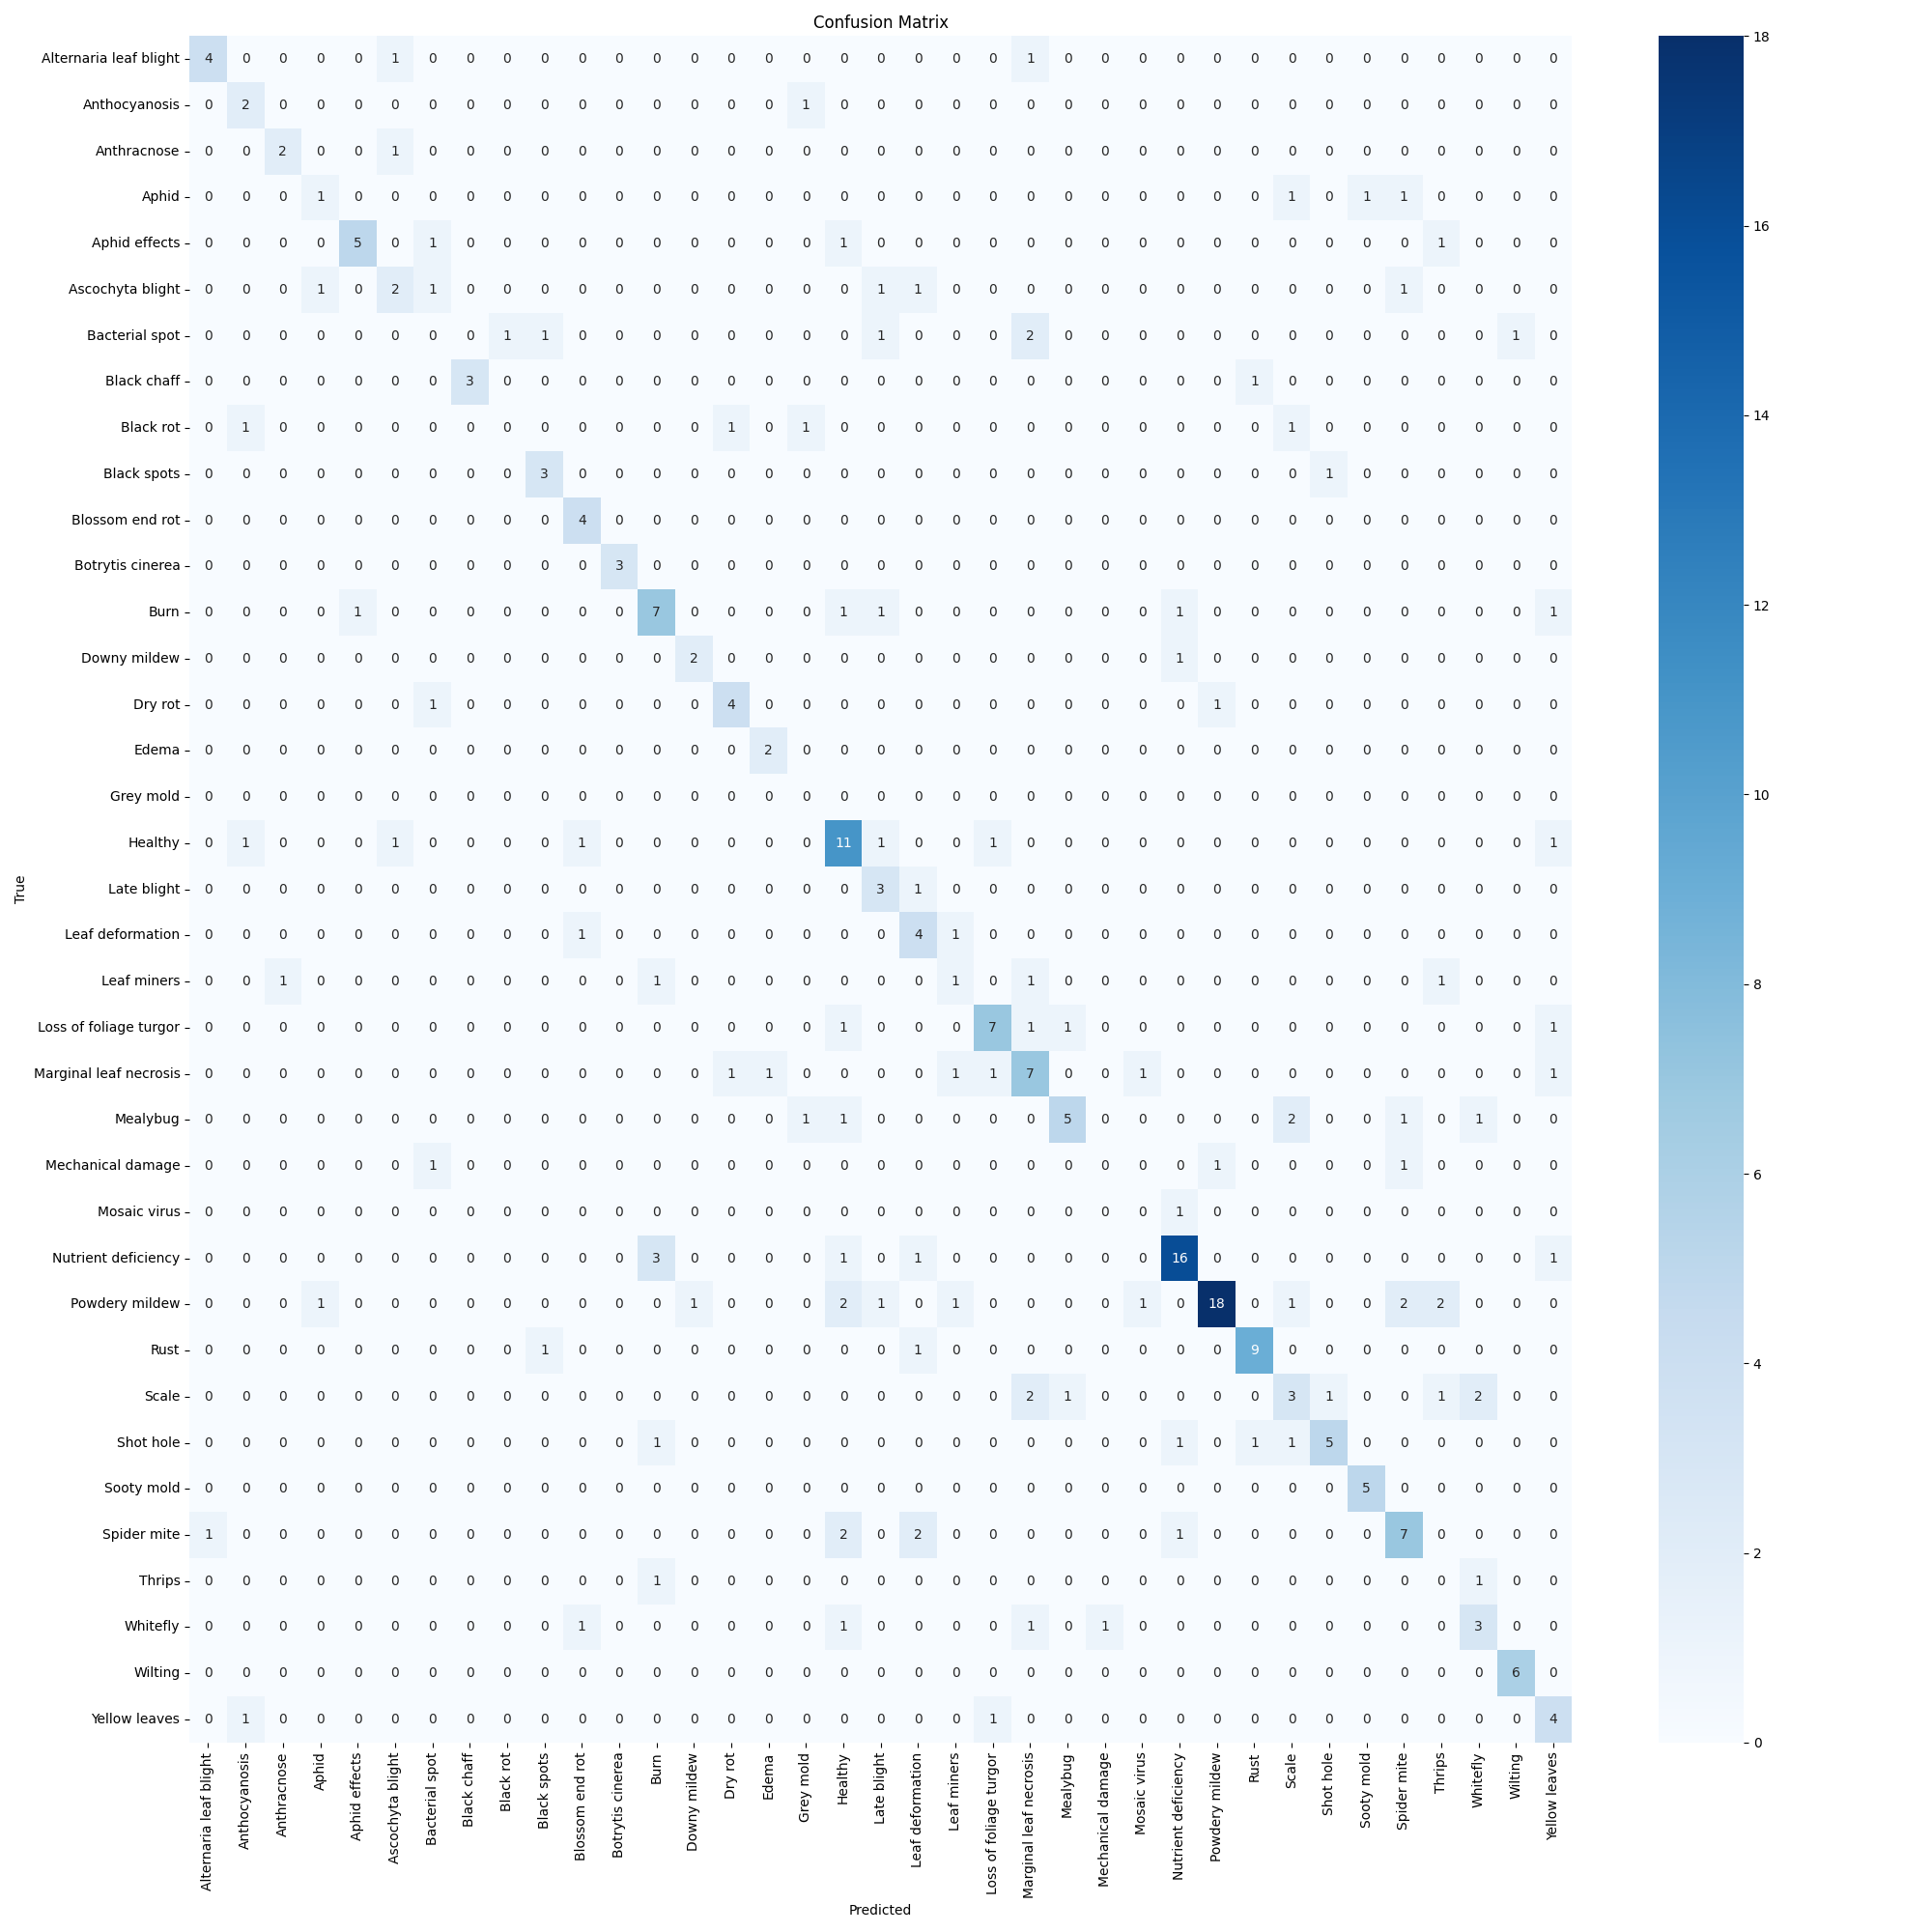 Confusion Matrix
Alternaria leaf blight 4 0 0 0 0 1 0 0 0 0 0 0 0 0 0 0 0 0 0 0 0 0 1 0 0 0 0 0 0 0 0 0 0 0 0 0 0
Anthocyanosis 0 2 0 0 0 0 0 0 0 0 0 0 0 0 0 0 1 0 0 0 0 0 0 0 0 0 0 0 0 0 0 0 0 0 0 0 0
Anthracnose 0 0 2 0 0 1 0 0 0 0 0 0 0 0 0 0 0 0 0 0 0 0 0 0 0 0 0 0 0 0 0 0 0 0 0 0 0
Aphid 0 0 0 1 0 0 0 0 0 0 0 0 0 0 0 0 0 0 0 0 0 0 0 0 0 0 0 0 0 1 0 1 1 0 0 0 0
Aphid effects 0 0 0 0 5 0 1 0 0 0 0 0 0 0 0 0 0 1 0 0 0 0 0 0 0 0 0 0 0 0 0 0 0 1 0 0 0
Ascochyta blight 0 0 0 1 0 2 1 0 0 0 0 0 0 0 0 0 0 0 1 1 0 0 0 0 0 0 0 0 0 0 0 0 1 0 0 0 0
Bacterial spot 0 0 0 0 0 0 0 0 1 1 0 0 0 0 0 0 0 0 1 0 0 0 2 0 0 0 0 0 0 0 0 0 0 0 0 1 0
Black chaff 0 0 0 0 0 0 0 3 0 0 0 0 0 0 0 0 0 0 0 0 0 0 0 0 0 0 0 0 1 0 0 0 0 0 0 0 0
Black rot 0 1 0 0 0 0 0 0 0 0 0 0 0 0 1 0 1 0 0 0 0 0 0 0 0 0 0 0 0 1 0 0 0 0 0 0 0
Black spots 0 0 0 0 0 0 0 0 0 3 0 0 0 0 0 0 0 0 0 0 0 0 0 0 0 0 0 0 0 0 1 0 0 0 0 0 0
Blossom end rot 0 0 0 0 0 0 0 0 0 0 4 0 0 0 0 0 0 0 0 0 0 0 0 0 0 0 0 0 0 0 0 0 0 0 0 0 0
Botrytis cinerea 0 0 0 0 0 0 0 0 0 0 0 3 0 0 0 0 0 0 0 0 0 0 0 0 0 0 0 0 0 0 0 0 0 0 0 0 0
Burn 0 0 0 0 1 0 0 0 0 0 0 0 7 0 0 0 0 1 1 0 0 0 0 0 0 0 1 0 0 0 0 0 0 0 0 0 1
Downy mildew 0 0 0 0 0 0 0 0 0 0 0 0 0 2 0 0 0 0 0 0 0 0 0 0 0 0 1 0 0 0 0 0 0 0 0 0 0
Dry rot 0 0 0 0 0 0 1 0 0 0 0 0 0 0 4 0 0 0 0 0 0 0 0 0 0 0 0 1 0 0 0 0 0 0 0 0 0
Edema 0 0 0 0 0 0 0 0 0 0 0 0 0 0 0 2 0 0 0 0 0 0 0 0 0 0 0 0 0 0 0 0 0 0 0 0 0
Grey mold 0 0 0 0 0 0 0 0 0 0 0 0 0 0 0 0 0 0 0 0 0 0 0 0 0 0 0 0 0 0 0 0 0 0 0 0 0
Healthy 0 1 0 0 0 1 0 0 0 0 1 0 0 0 0 0 0 11 1 0 0 1 0 0 0 0 0 0 0 0 0 0 0 0 0 0 1
Late blight 0 0 0 0 0 0 0 0 0 0 0 0 0 0 0 0 0 0 3 1 0 0 0 0 0 0 0 0 0 0 0 0 0 0 0 0 0
Leaf deformation 0 0 0 0 0 0 0 0 0 0 1 0 0 0 0 0 0 0 0 4 1 0 0 0 0 0 0 0 0 0 0 0 0 0 0 0 0
Leaf miners 0 0 1 0 0 0 0 0 0 0 0 0 1 0 0 0 0 0 0 0 1 0 1 0 0 0 0 0 0 0 0 0 0 1 0 0 0
Loss of foliage turgor 0 0 0 0 0 0 0 0 0 0 0 0 0 0 0 0 0 1 0 0 0 7 1 1 0 0 0 0 0 0 0 0 0 0 0 0 1
Marginal leaf necrosis 0 0 0 0 0 0 0 0 0 0 0 0 0 0 1 1 0 0 0 0 1 1 7 0 0 1 0 0 0 0 0 0 0 0 0 0 1
Mealybug 0 0 0 0 0 0 0 0 0 0 0 0 0 0 0 0 1 1 0 0 0 0 0 5 0 0 0 0 0 2 0 0 1 0 1 0 0
Mechanical damage 0 0 0 0 0 0 1 0 0 0 0 0 0 0 0 0 0 0 0 0 0 0 0 0 0 0 0 1 0 0 0 0 1 0 0 0 0
Mosaic virus 0 0 0 0 0 0 0 0 0 0 0 0 0 0 0 0 0 0 0 0 0 0 0 0 0 0 1 0 0 0 0 0 0 0 0 0 0
Nutrient deficiency 0 0 0 0 0 0 0 0 0 0 0 0 3 0 0 0 0 1 0 1 0 0 0 0 0 0 16 0 0 0 0 0 0 0 0 0 1
Powdery mildew 0 0 0 1 0 0 0 0 0 0 0 0 0 1 0 0 0 2 1 0 1 0 0 0 0 1 0 18 0 1 0 0 2 2 0 0 0
Rust 0 0 0 0 0 0 0 0 0 1 0 0 0 0 0 0 0 0 0 1 0 0 0 0 0 0 0 0 9 0 0 0 0 0 0 0 0
Scale 0 0 0 0 0 0 0 0 0 0 0 0 0 0 0 0 0 0 0 0 0 0 2 1 0 0 0 0 0 3 1 0 0 1 2 0 0
Shot hole 0 0 0 0 0 0 0 0 0 0 0 0 1 0 0 0 0 0 0 0 0 0 0 0 0 0 1 0 1 1 5 0 0 0 0 0 0
Sooty mold 0 0 0 0 0 0 0 0 0 0 0 0 0 0 0 0 0 0 0 0 0 0 0 0 0 0 0 0 0 0 0 5 0 0 0 0 0
Spider mite 1 0 0 0 0 0 0 0 0 0 0 0 0 0 0 0 0 2 0 2 0 0 0 0 0 0 1 0 0 0 0 0 7 0 0 0 0
Thrips 0 0 0 0 0 0 0 0 0 0 0 0 1 0 0 0 0 0 0 0 0 0 0 0 0 0 0 0 0 0 0 0 0 0 1 0 0
Whitefly 0 0 0 0 0 0 0 0 0 0 1 0 0 0 0 0 0 1 0 0 0 0 1 0 1 0 0 0 0 0 0 0 0 0 3 0 0
Wilting 0 0 0 0 0 0 0 0 0 0 0 0 0 0 0 0 0 0 0 0 0 0 0 0 0 0 0 0 0 0 0 0 0 0 0 6 0
Yellow leaves 0 1 0 0 0 0 0 0 0 0 0 0 0 0 0 0 0 0 0 0 0 1 0 0 0 0 0 0 0 0 0 0 0 0 0 0 4
True
Alternaria leaf blight
Anthocyanosis
Anthracnose
Aphid
Aphid effects
Ascochyta blight
Bacterial spot
Black chaff
Black rot
Black spots
Blossom end rot
Botrytis cinerea
Burn
Downy mildew
Dry rot
Edema
Grey mold
Healthy
Late blight
Leaf deformation
Leaf miners
Loss of foliage turgor
Marginal leaf necrosis
Mealybug
Mechanical damage
Mosaic virus
Nutrient deficiency
Powdery mildew
Rust
Scale
Shot hole
Sooty mold
Spider mite
Thrips
Whitefly
Wilting
Yellow leaves
Predicted
18
16
14
12
10
8
6
4
2
0